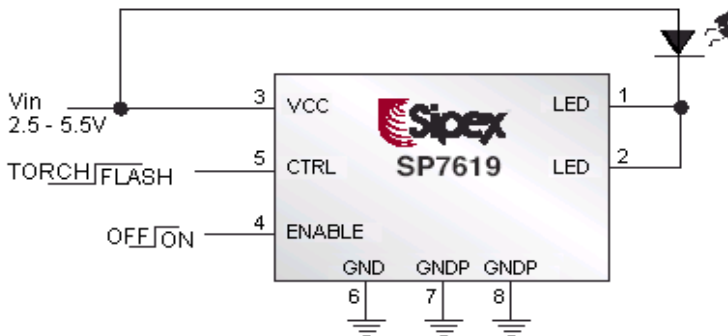 Vin
2.5 - 5.5V
3 VCC
Sipex
SP7619
LED 1
5 CTRL
LED 2
TORCH FLASH
4 ENABLE
OFF ON
GND GNDP GNDP
6 7 8